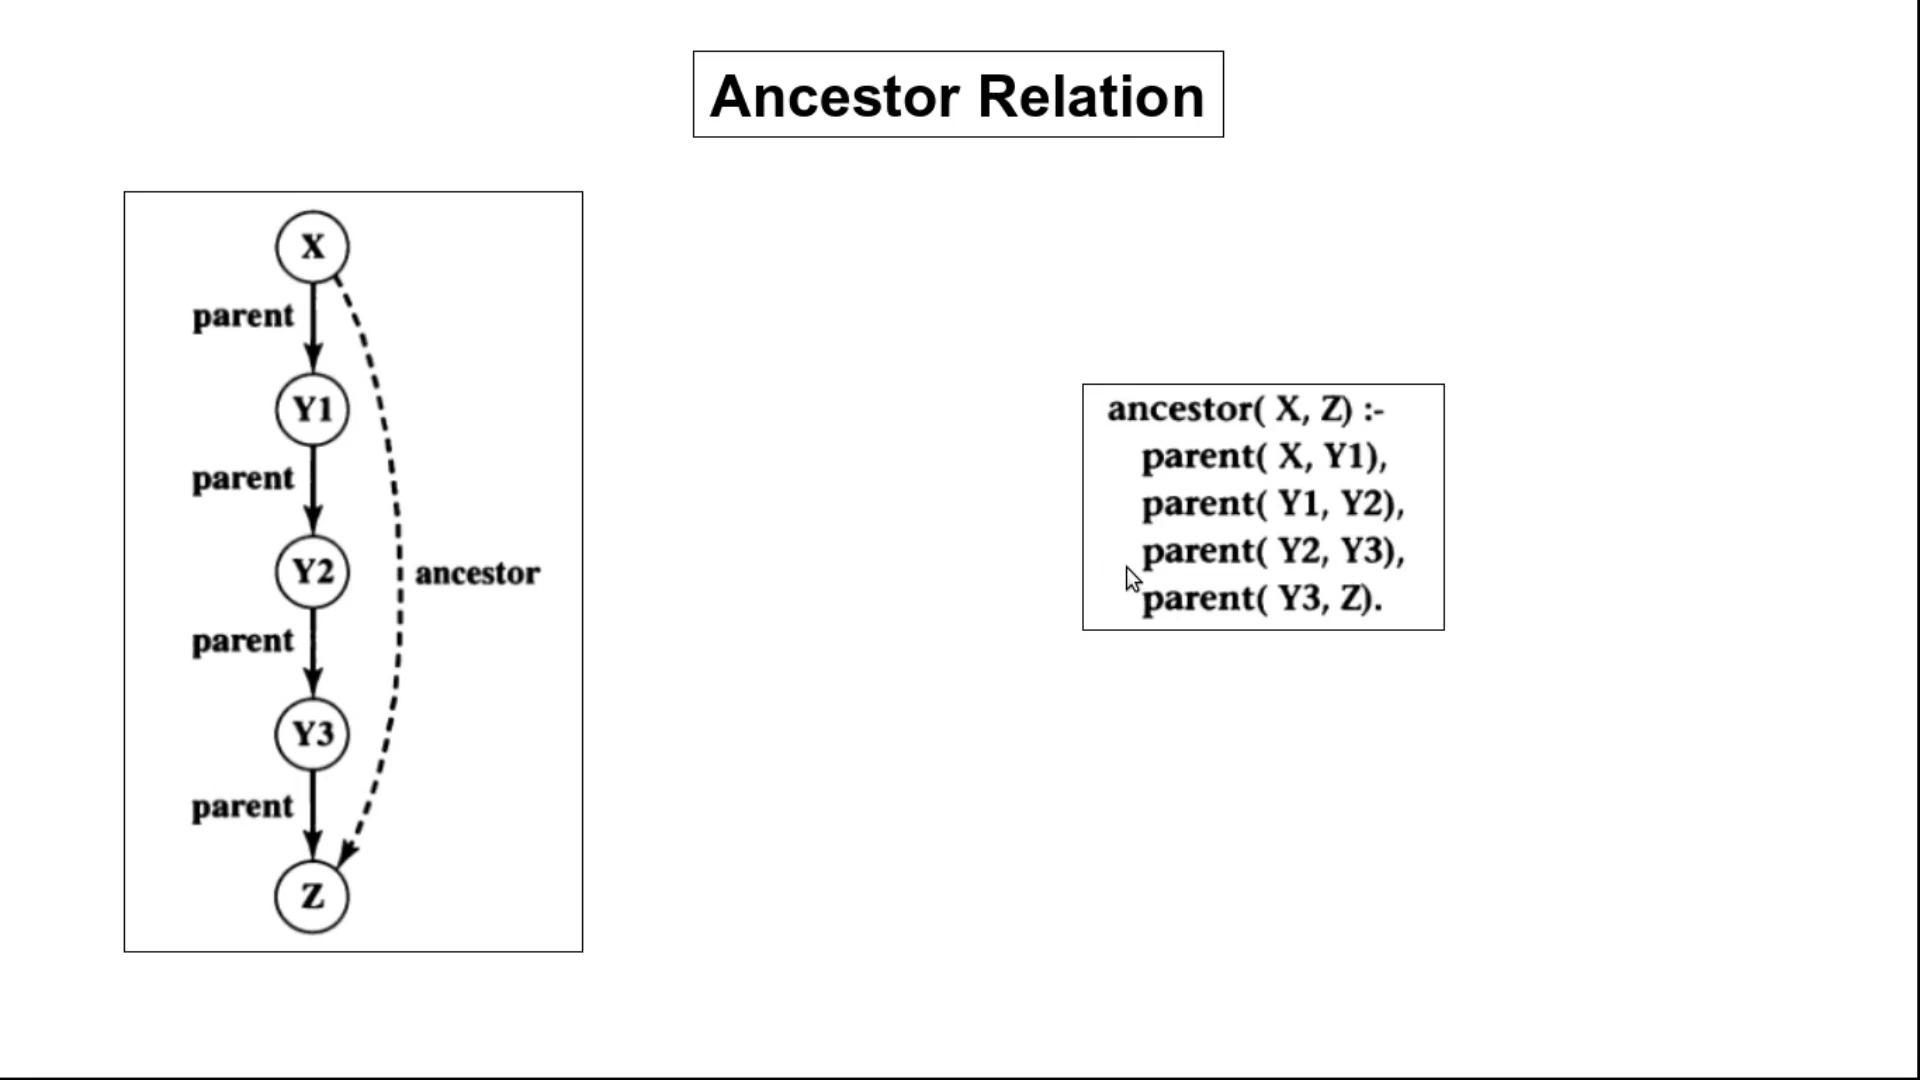 Ancestor Relation
X
parent
Y1
parent
Y2
ancestor
parent
Y3
parent
Z
ancestor( X, Z) :-
parent( X, Y1),
parent( Y1, Y2),
parent( Y2, Y3),
parent( Y3, Z).